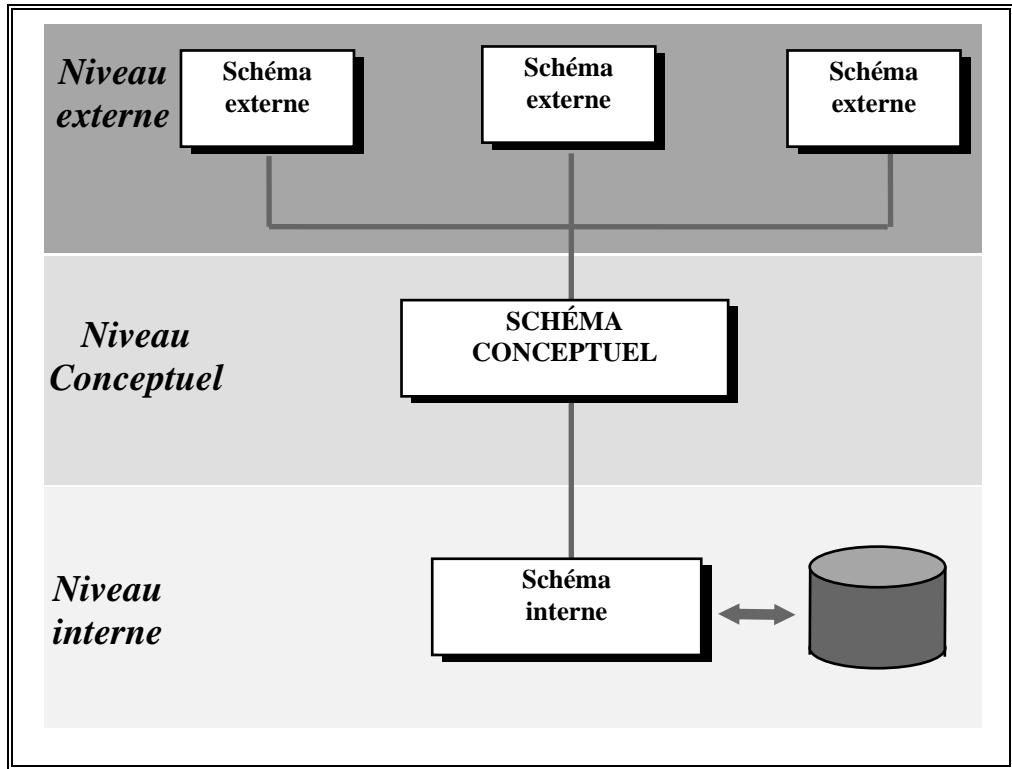 Niveau
externe
Schéma
externe
Schéma
externe
Schéma
externe
Niveau
Conceptuel
SCHÉMA
CONCEPTUEL
Niveau
interne
Schéma
interne